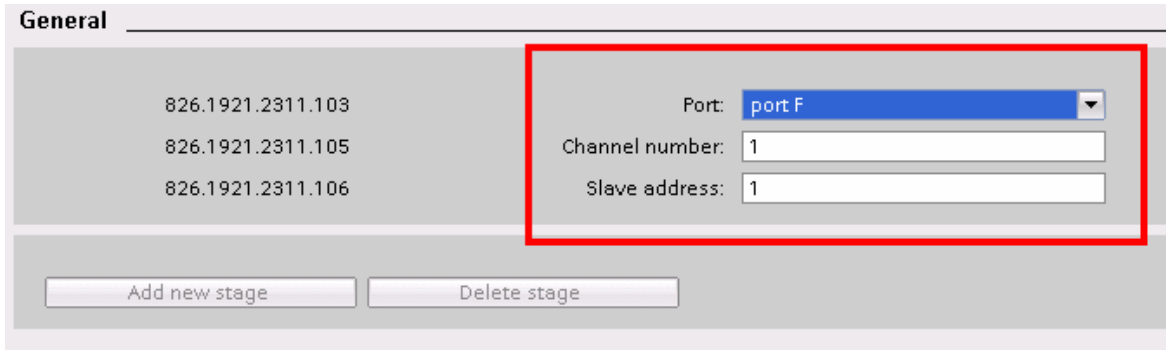 General
826.1921.2311.103 Port: port F
826.1921.2311.105 Channel number: 1
826.1921.2311.106 Slave address: 1
Add new stage Delete stage